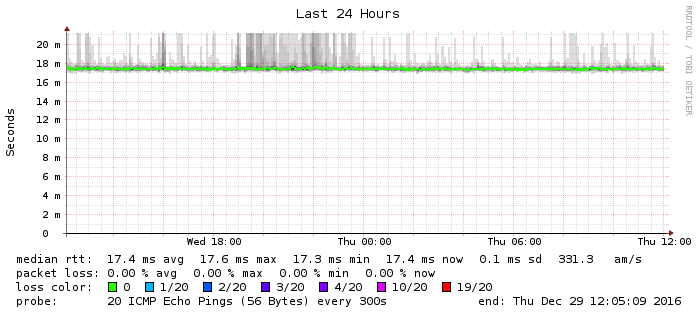 Last 24 Hours
RRDTOOL / TOBI OETIKER
Seconds
20 m
18 m
16 m
14 m
12 m
10 m
8 m
6 m
4 m
2 m
0
Wed 18:00 Thu 00:00 Thu 06:00 Thu 12:00
median rtt: 17.4 ms avg 17.6 ms max 17.3 ms min 17.4 ms now 0.1 ms sd 331.3 am/s
packet loss: 0.00 % avg 0.00 % max 0.00 % min 0.00 % now
loss color: 0 1/20 2/20 3/20 4/20 10/20 19/20
probe: 20 ICMP Echo Pings (56 Bytes) every 300s end: Thu Dec 29 12:05:09 2016